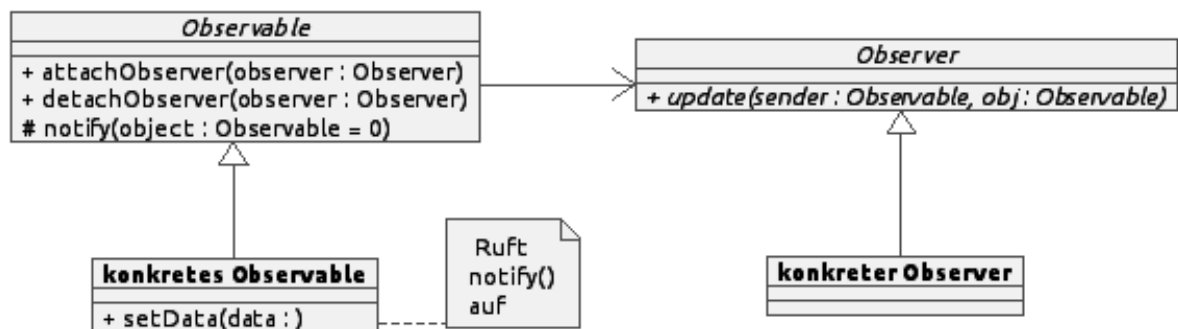 Observable
+ attachObserver(observer : Observer)
+ detachObserver(observer : Observer)
# notify(object : Observable = 0)
Observer
+ update(sender : Observable, obj : Observable)
konkretes Observable
+ setData(data : )
Ruft
notify()
auf
konkreter Observer